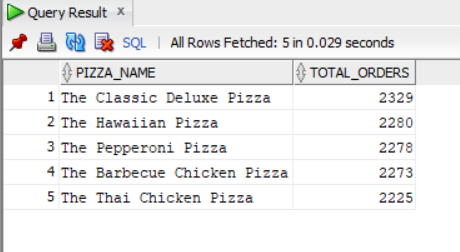 Query Result x
SQL | All Rows Fetched: 5 in 0.029 seconds
PIZZA_NAME TOTAL_ORDERS
1 The Classic Deluxe Pizza 2329
2 The Hawaiian Pizza 2280
3 The Pepperoni Pizza 2278
4 The Barbecue Chicken Pizza 2273
5 The Thai Chicken Pizza 2225